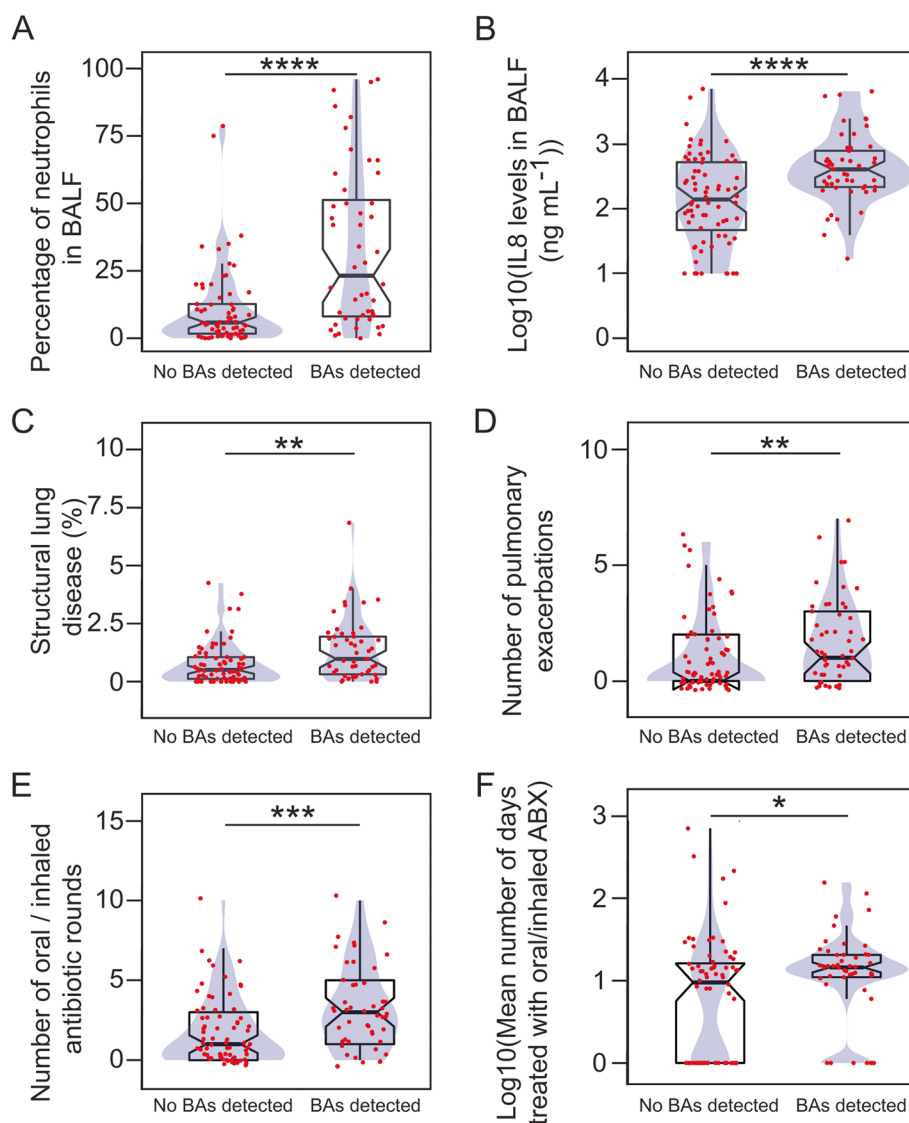 A
Percentage of neutrophils
in BALF
100
75
50
25
0
****
No BAs detected
BAs detected
B
Log10(IL8 levels in BALF
(ng mL⁻¹))
4
3
2
1
0
****
No BAs detected
BAs detected
C
Structural lung
disease (%)
10
7.5
5
2.5
0
**
No BAs detected
BAs detected
D
Number of pulmonary
exacerbations
10
5
0
**
No BAs detected
BAs detected
E
Number of oral / inhaled
antibiotic rounds
15
10
5
0
***
No BAs detected
BAs detected
F
Log10(Mean number of days
treated with oral/inhaled ABX)
3
2
1
0
*
No BAs detected
BAs detected